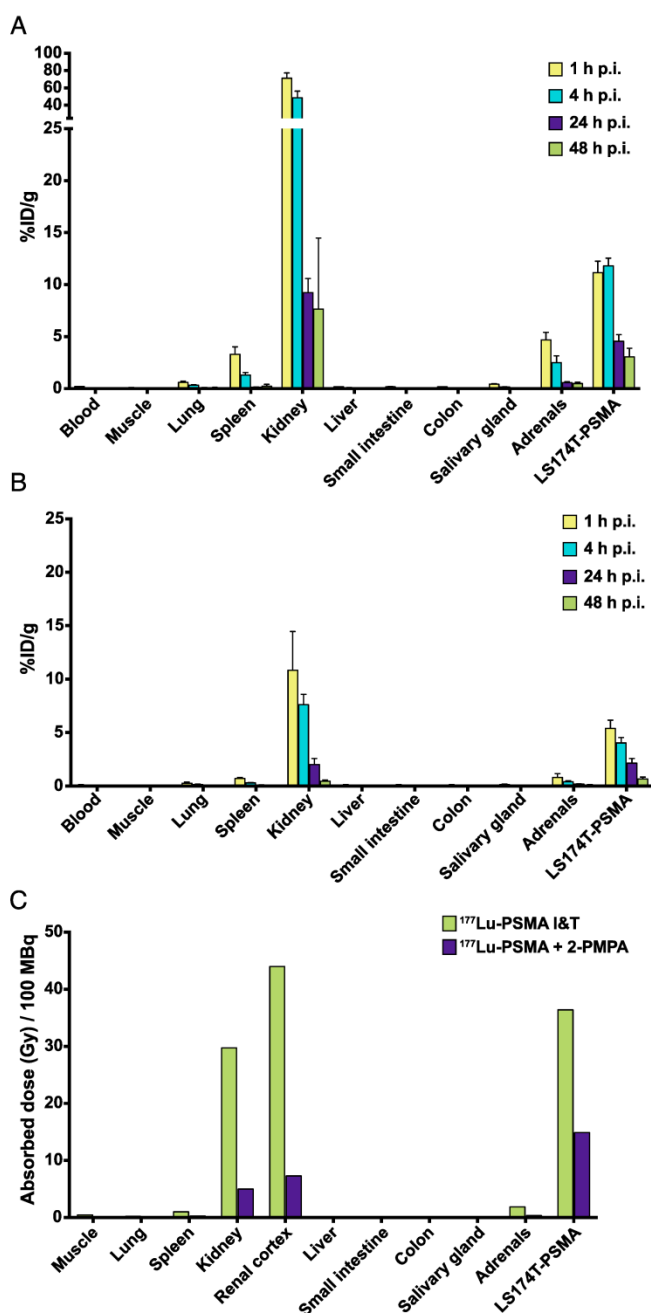 A
%ID/g
100
80
60
40
25
20
15
10
5
0
1 h p.i.
4 h p.i.
24 h p.i.
48 h p.i.
Blood
Muscle
Lung
Spleen
Kidney
Liver
Small intestine
Colon
Salivary gland
Adrenals
LS174T-PSMA
B
%ID/g
25
20
15
10
5
0
1 h p.i.
4 h p.i.
24 h p.i.
48 h p.i.
Blood
Muscle
Lung
Spleen
Kidney
Liver
Small intestine
Colon
Salivary gland
Adrenals
LS174T-PSMA
C
Absorbed dose (Gy) / 100 MBq
50
40
30
20
10
0
¹⁷⁷Lu-PSMA I&T
¹⁷⁷Lu-PSMA + 2-PMPA
Muscle
Lung
Spleen
Kidney
Renal cortex
Liver
Small intestine
Colon
Salivary gland
Adrenals
LS174T-PSMA